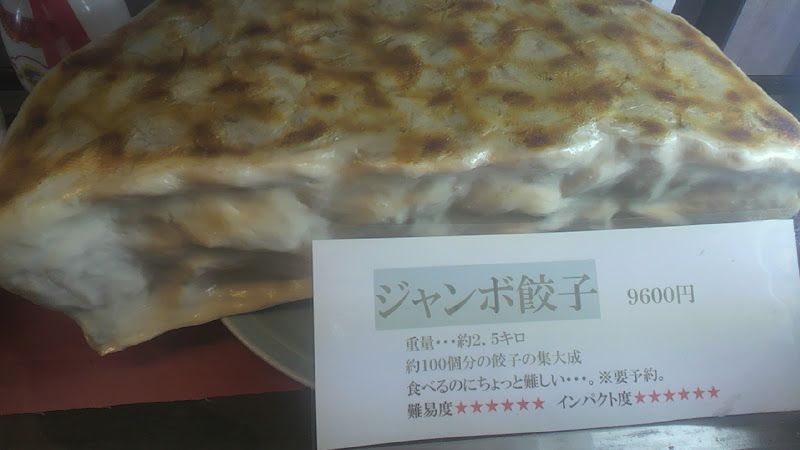 ジャンボ餃子 9600円
重量・・・約2.5キロ
約100個分の餃子の集大成
食べるのにちょっと難しい・・・。※要予約。
難易度★★★★★★ インパクト度★★★★★★